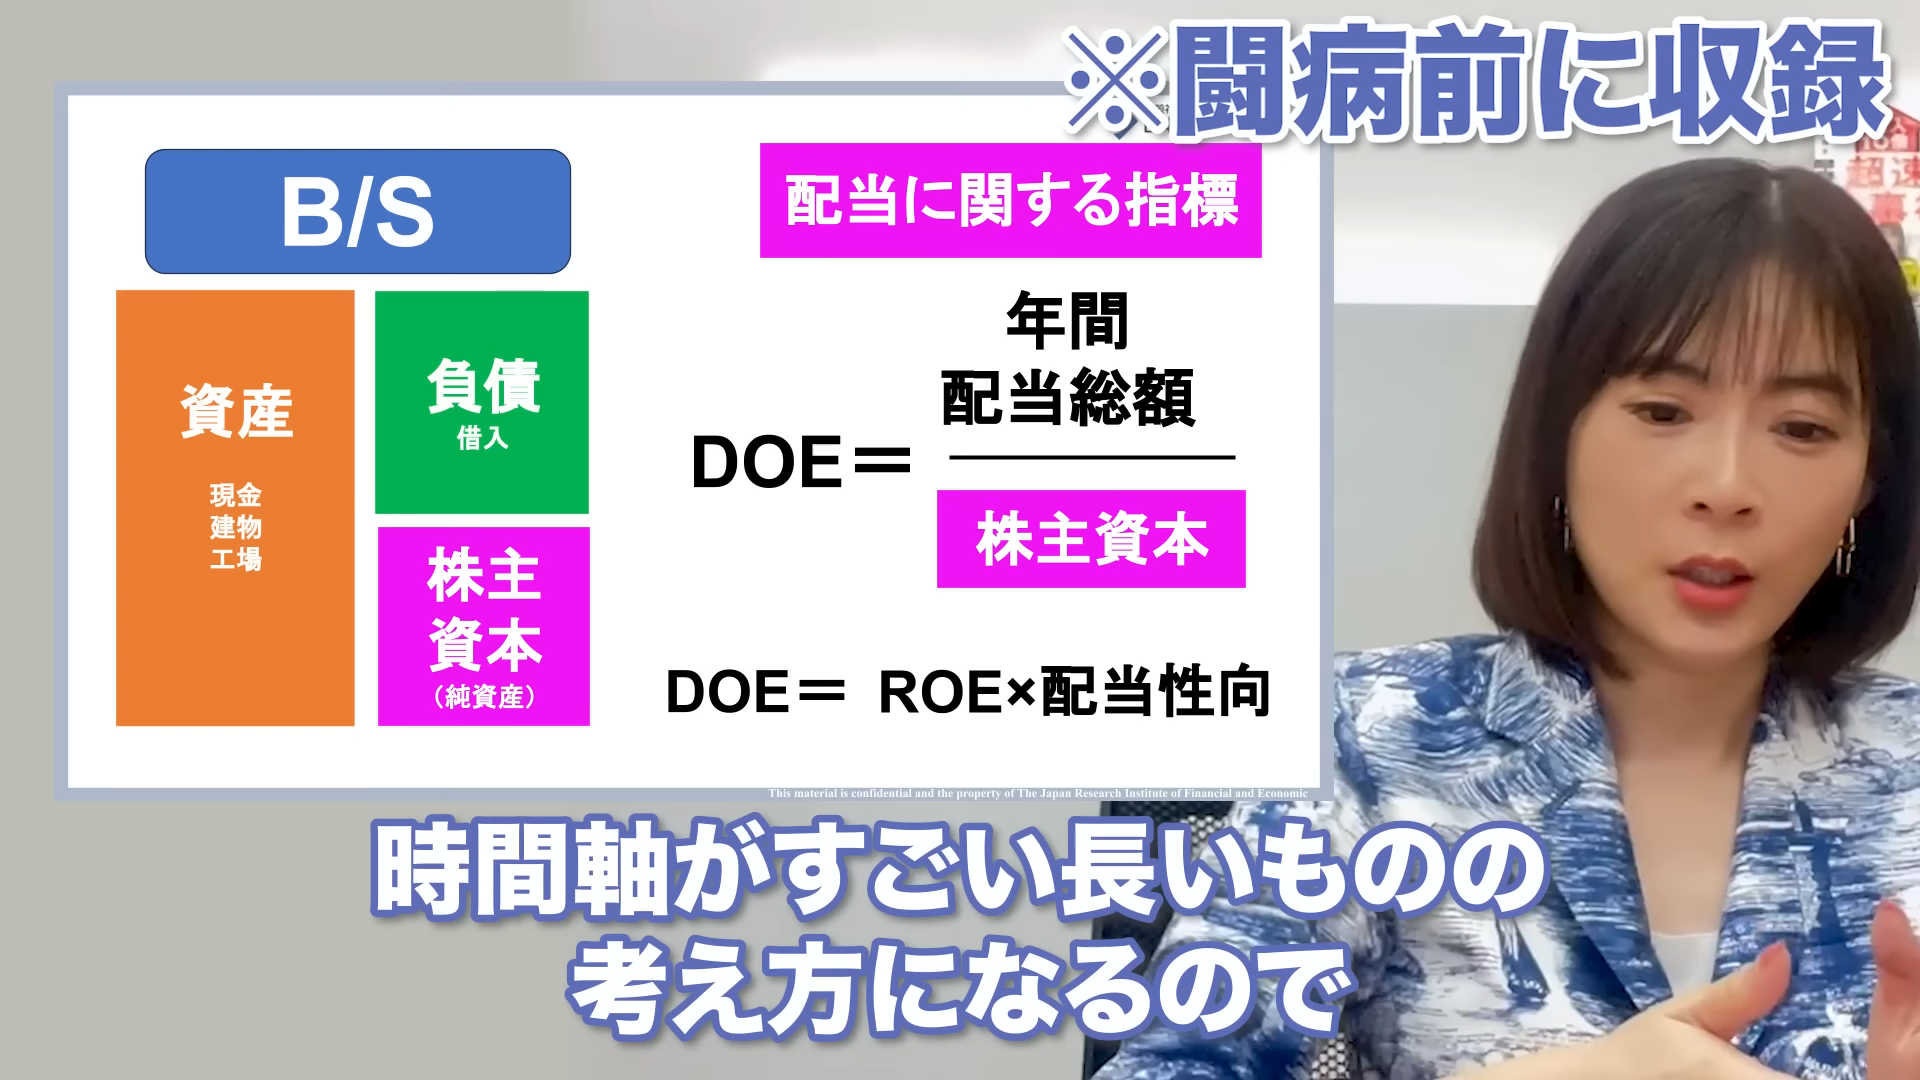 ※闘病前に収録
B/S
配当に関する指標
資産
現金
建物
工場
負債
借入
株主
資本
(純資産)
DOE=
年間
配当総額
株主資本
DOE= ROE×配当性向
This material is confidential and the property of The Japan Research Institute of Financial and Economic
時間軸がすごい長いものの
考え方になるので